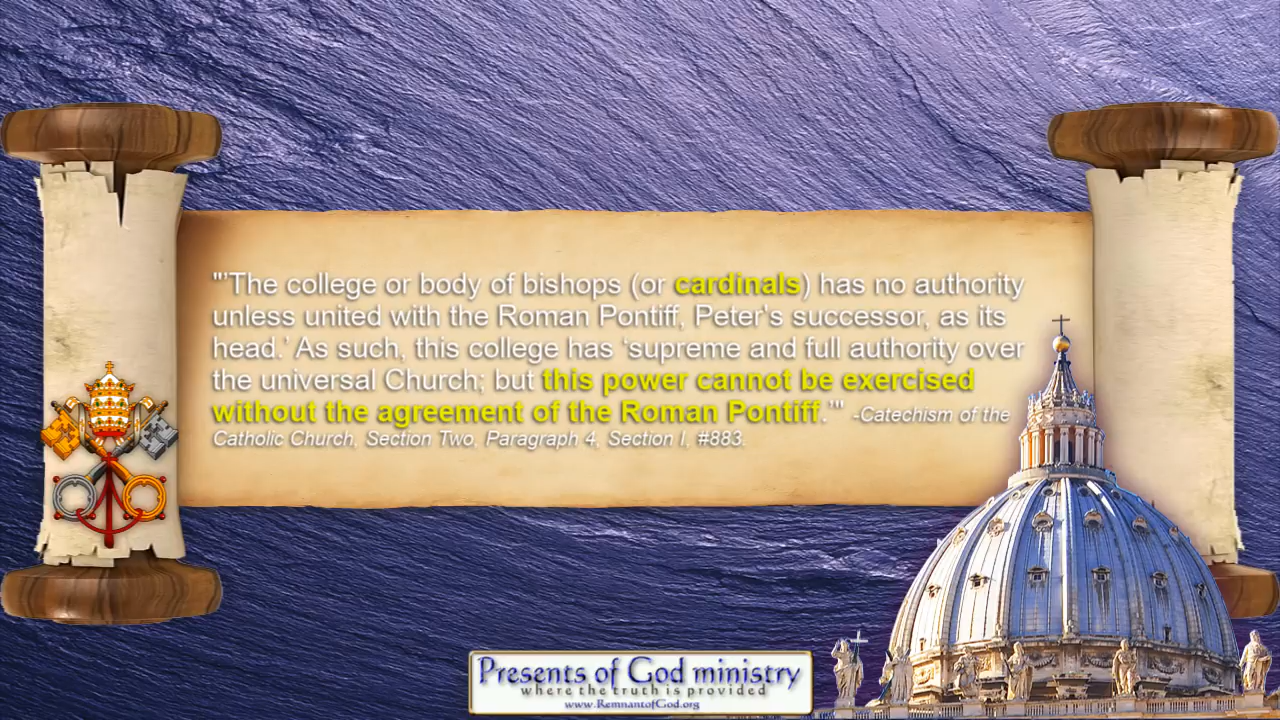 "'The college or body of bishops (or cardinals) has no authority
unless united with the Roman Pontiff, Peter's successor, as its
head.' As such, this college has 'supreme and full authority over
the universal Church; but this power cannot be exercised
without the agreement of the Roman Pontiff.'" -Catechism of the
Catholic Church, Section Two, Paragraph 4, Section I, #883.
Presents of God ministry
where the truth is provided
www.RemnantofGod.org